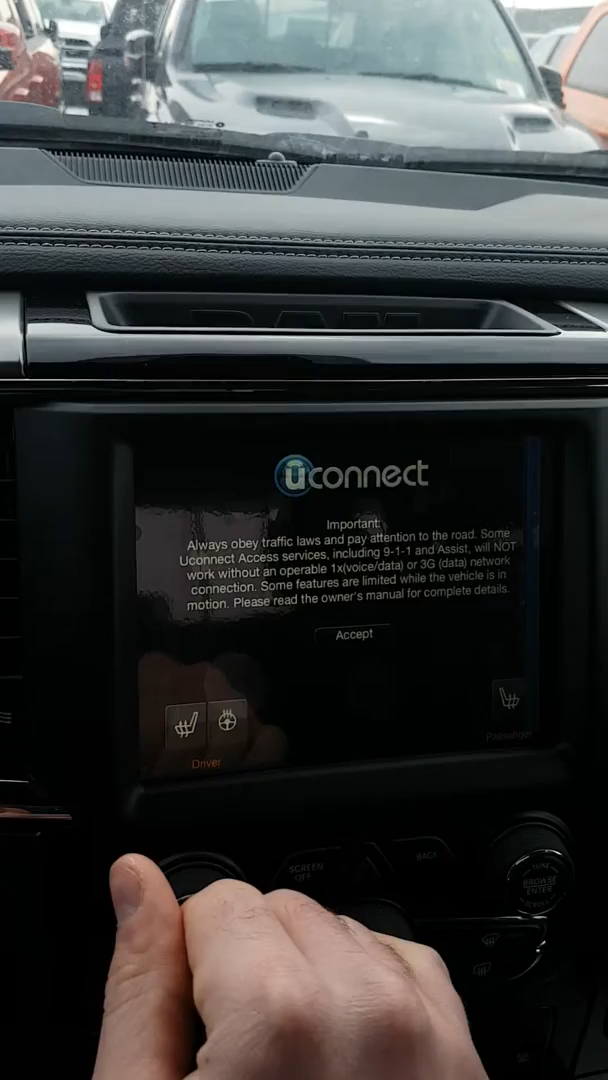 RAM
uconnect
Important:
Always obey traffic laws and pay attention to the road. Some
Uconnect Access services, including 9-1-1 and Assist, will NOT
work without an operable 1x(voice/data) or 3G (data) network
connection. Some features are limited while the vehicle is in
motion. Please read the owner's manual for complete details.
Accept
Driver
Passenger
SCREEN
OFF
BACK
TUNE
BROWSE
ENTER
SCROLL